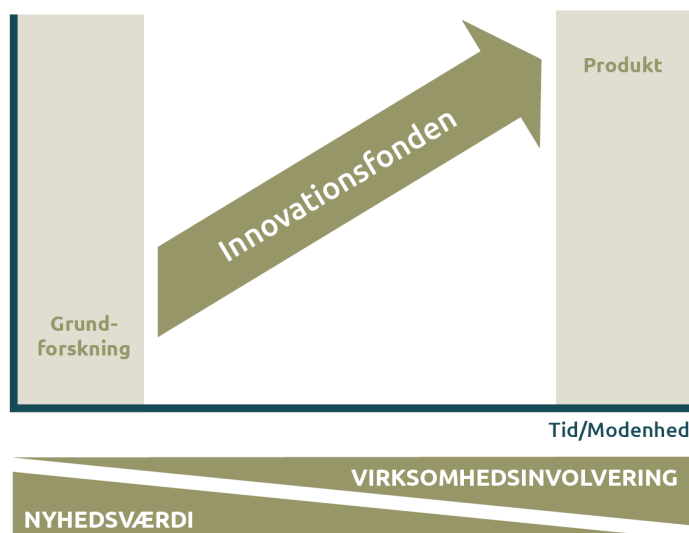 Produkt
Innovationsfonden
Grund-
forskning
Tid/Modenhed
VIRKSOMHEDSINVOLVERING
NYHEDSVÆRDI